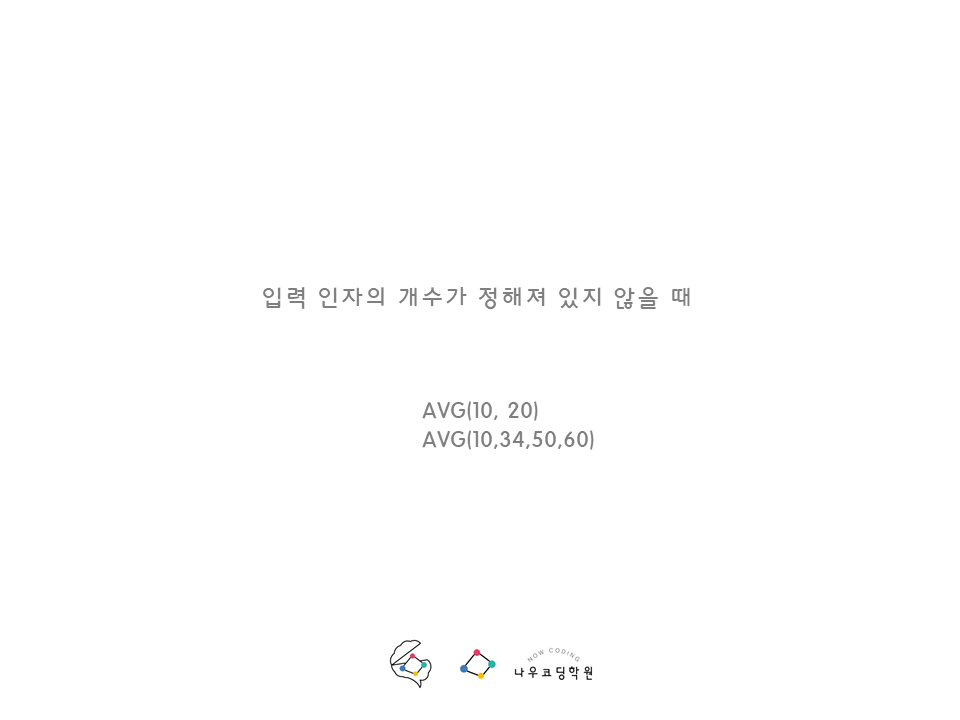 입력 인자의 개수가 정해져 있지 않을 때
AVG(10, 20)
AVG(10,34,50,60)
NOW CODING
나우코딩학원